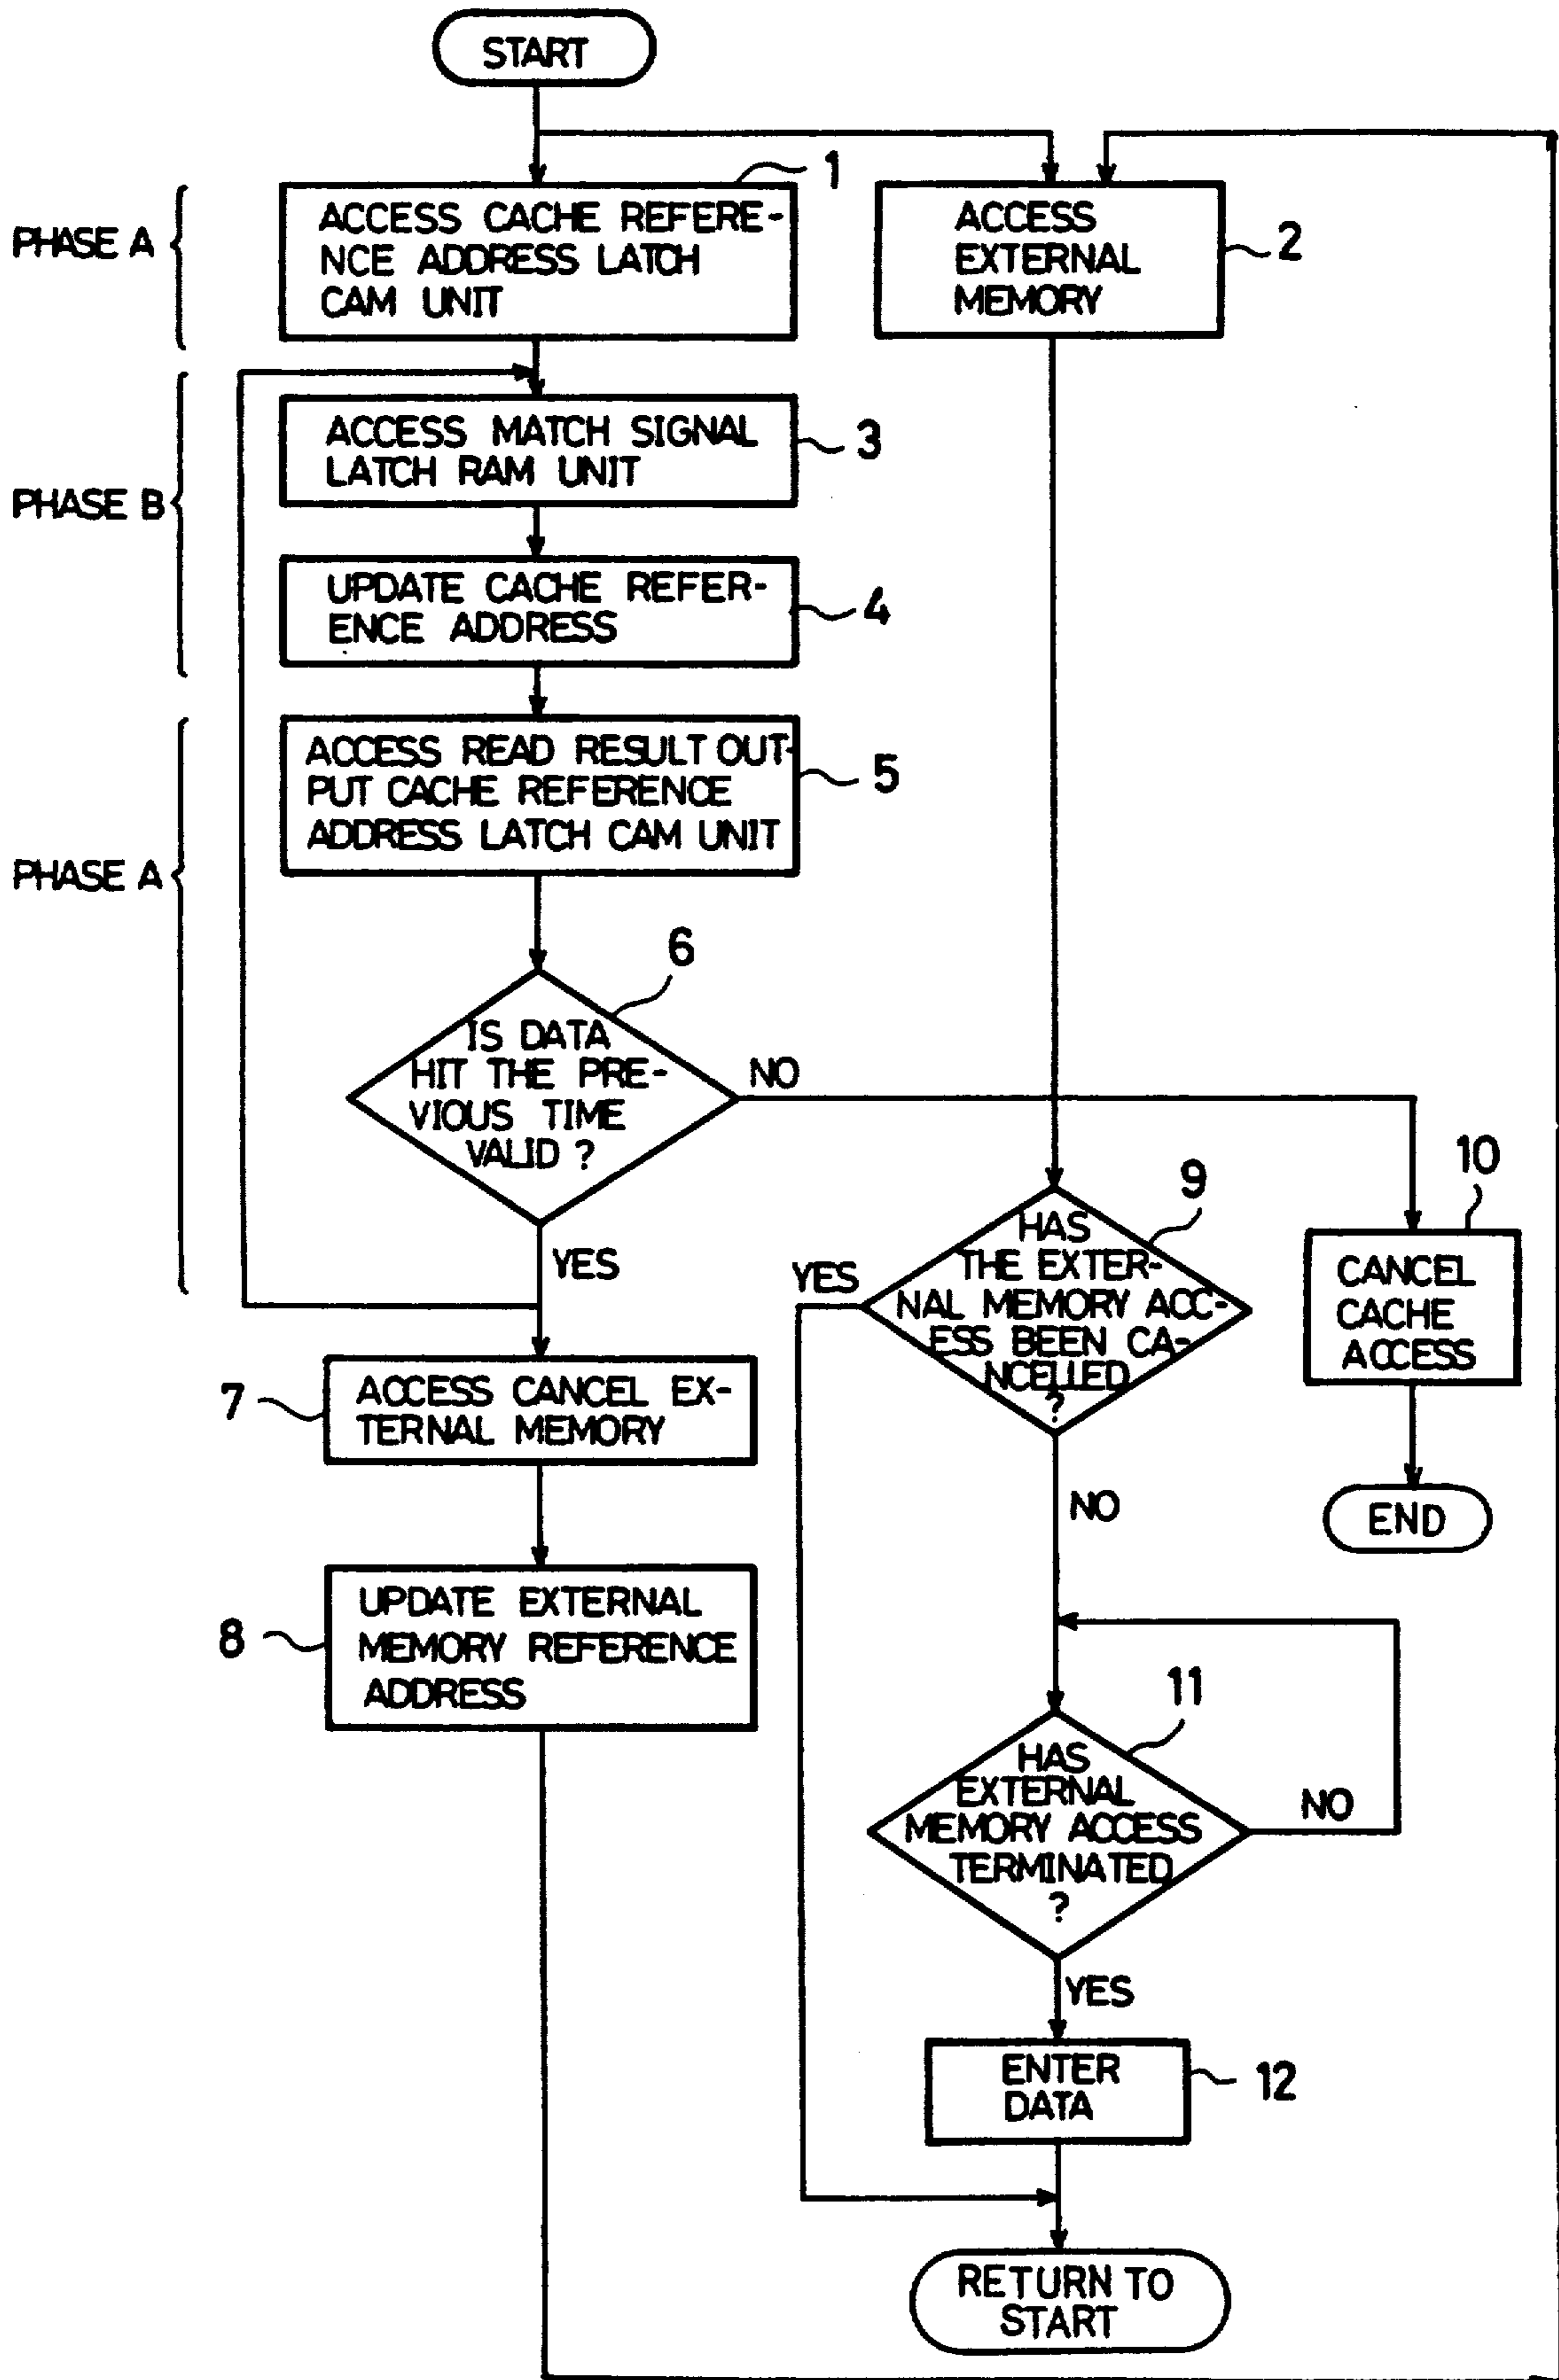 START
1
PHASE A
ACCESS CACHE REFERE-
NCE ADDRESS LATCH
CAM UNIT
ACCESS
EXTERNAL
MEMORY
2
PHASE B
ACCESS MATCH SIGNAL
LATCH RAM UNIT
3
UPDATE CACHE REFER-
ENCE ADDRESS
4
PHASE A
ACCESS READ RESULT OUT-
PUT CACHE REFERENCE
ADDRESS LATCH CAM UNIT
5
6
IS DATA
HIT THE PRE-
VIOUS TIME
VALID ?
NO
YES
9
HAS
THE EXTER-
NAL MEMORY ACC-
ESS BEEN CA-
NCELLED
?
YES
NO
10
CANCEL
CACHE
ACCESS
END
7
ACCESS CANCEL EX-
TERNAL MEMORY
8
UPDATE EXTERNAL
MEMORY REFERENCE
ADDRESS
11
HAS
EXTERNAL
MEMORY ACCESS
TERMINATED
?
NO
YES
ENTER
DATA
12
RETURN TO
START